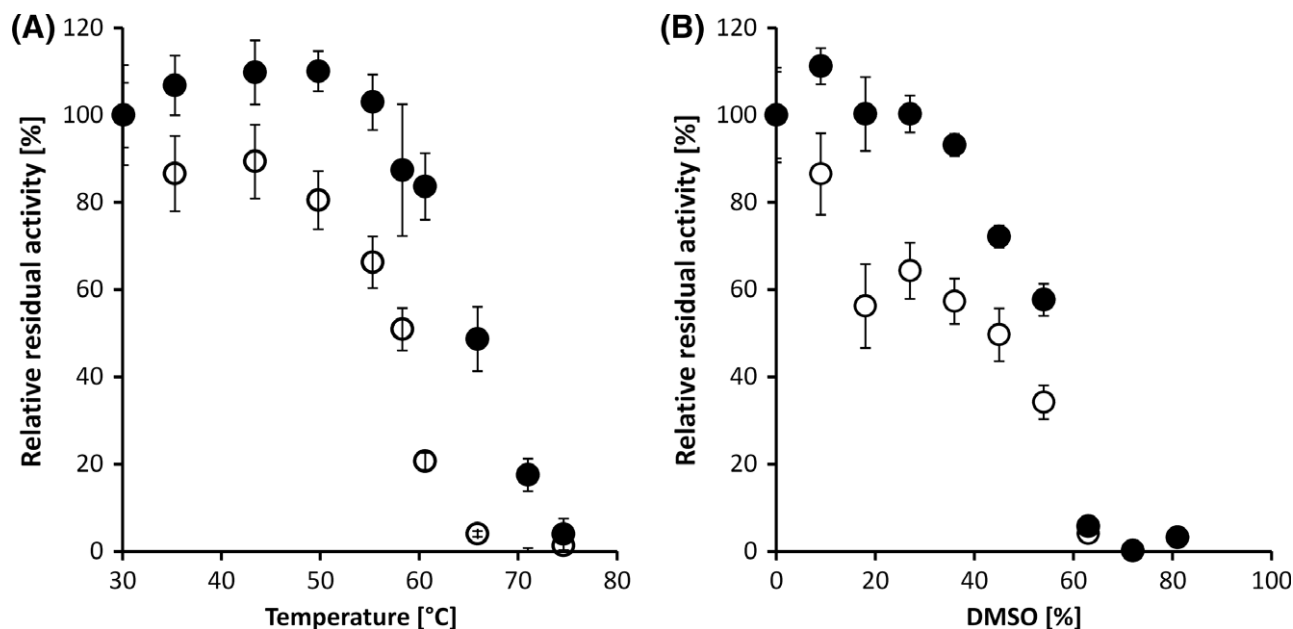 (A)
Relative residual activity [%]
120
100
80
60
40
20
0
30 40 50 60 70 80
Temperature [°C]
(B)
Relative residual activity [%]
120
100
80
60
40
20
0
0 20 40 60 80 100
DMSO [%]